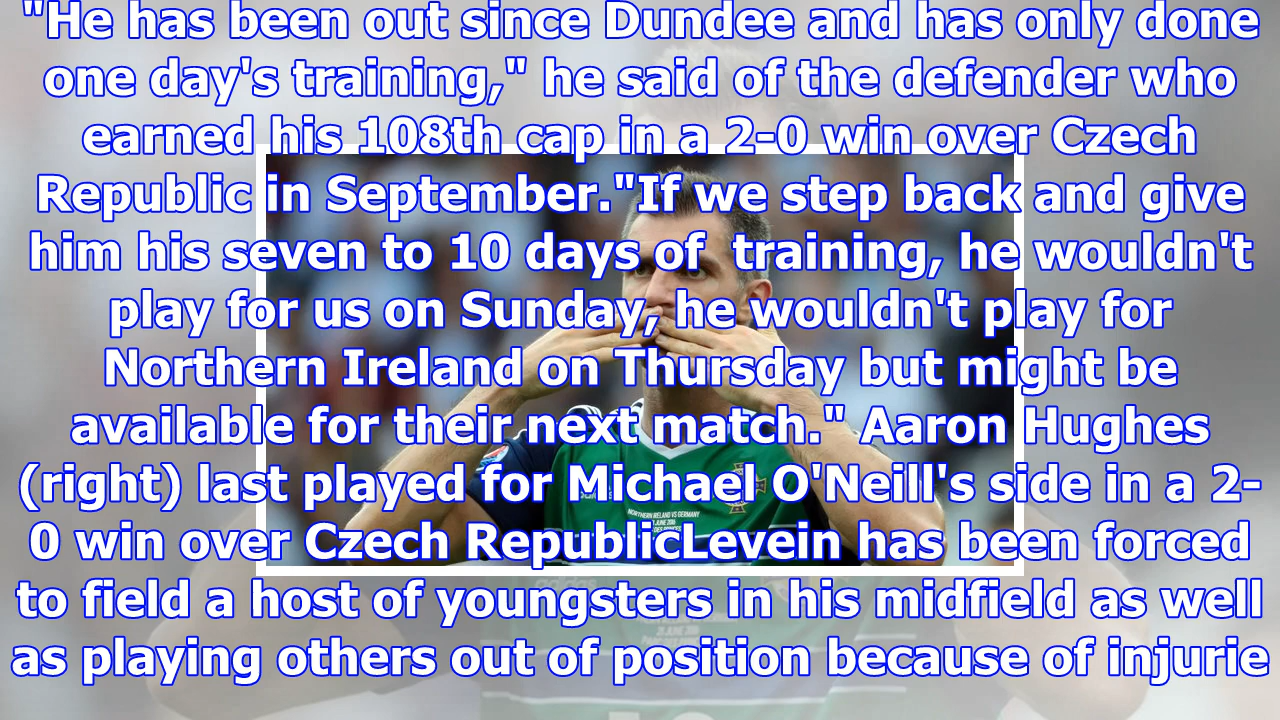 "He has been out since Dundee and has only done
one day's training," he said of the defender who
earned his 108th cap in a 2-0 win over Czech
Republic in September."If we step back and give
him his seven to 10 days of  training, he wouldn't
play for us on Sunday, he wouldn't play for
Northern Ireland on Thursday but might be
available for their next match." Aaron Hughes
(right) last played for Michael O'Neill's side in a 2-
0 win over Czech RepublicLevein has been forced
to field a host of youngsters in his midfield as well
as playing others out of position because of injurie
NORTHERN IRELAND VS GERMANY
adidas